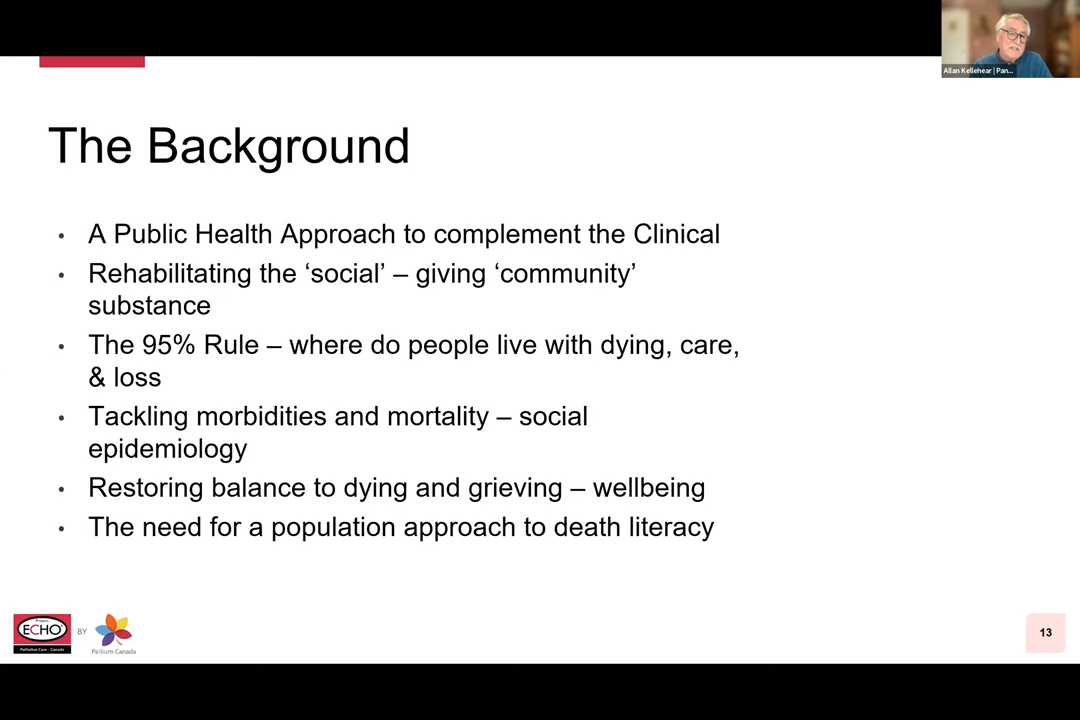 Allan Kellehear | Pan...
The Background
• A Public Health Approach to complement the Clinical
• Rehabilitating the ‘social’ – giving ‘community’
substance
• The 95% Rule – where do people live with dying, care,
& loss
• Tackling morbidities and mortality – social
epidemiology
• Restoring balance to dying and grieving – wellbeing
• The need for a population approach to death literacy
Project
ECHO
Palliative Care - Canada
BY
Pallium Canada
13